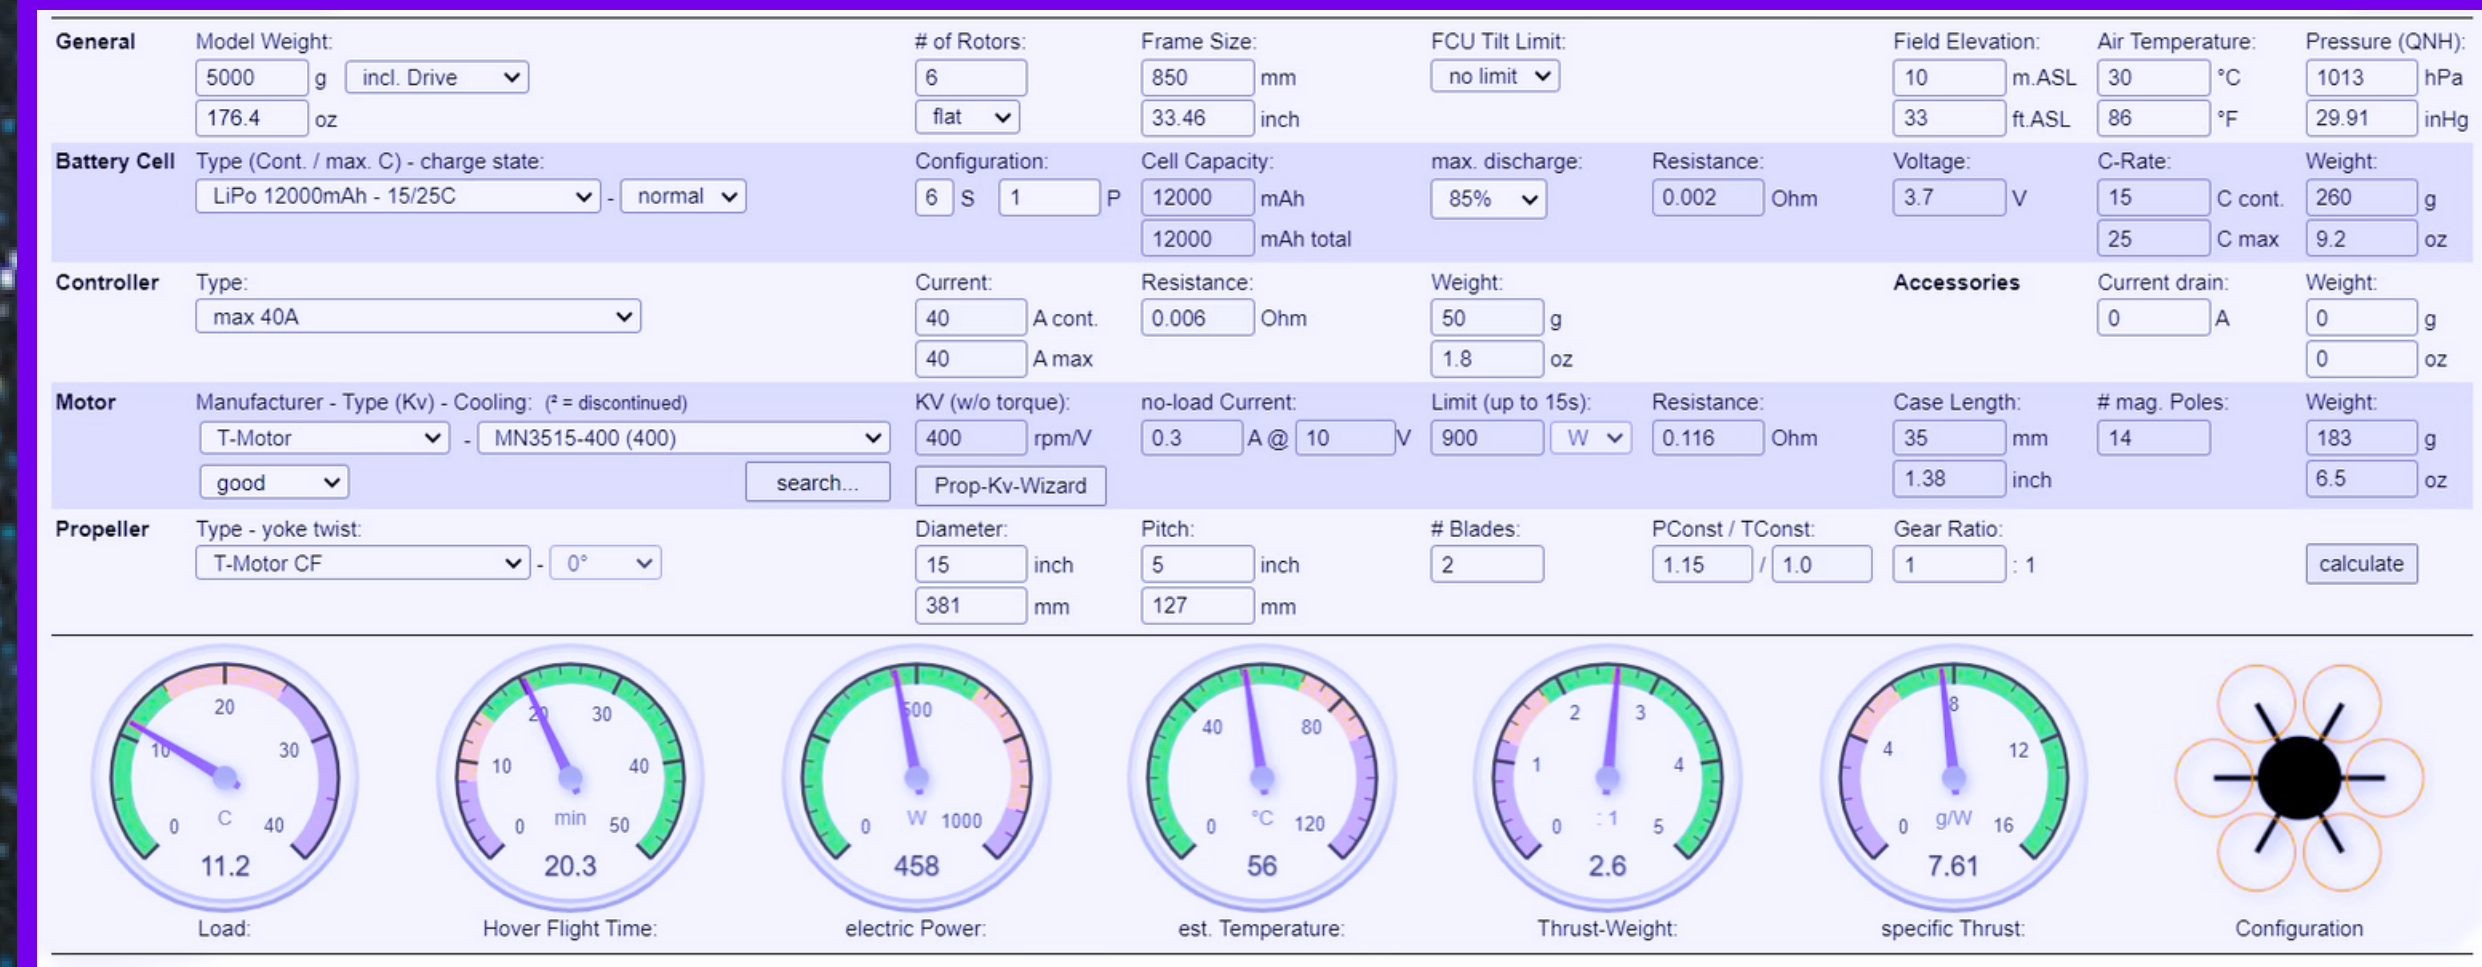 General Model Weight: # of Rotors: Frame Size: FCU Tilt Limit: Field Elevation: Air Temperature: Pressure (QNH):
5000 g incl. Drive 6 850 mm no limit 10 m.ASL 30 °C 1013 hPa
176.4 oz flat 33.46 inch 33 ft.ASL 86 °F 29.91 inHg
Battery Cell Type (Cont. / max. C) - charge state: Configuration: Cell Capacity: max. discharge: Resistance: Voltage: C-Rate: Weight:
LiPo 12000mAh - 15/25C - normal 6 S 1 P 12000 mAh 85% 0.002 Ohm 3.7 V 15 C cont. 260 g
12000 mAh total 25 C max 9.2 oz
Controller Type: Current: Resistance: Weight: Accessories Current drain: Weight:
max 40A 40 A cont. 0.006 Ohm 50 g 0 A 0 g
40 A max 1.8 oz 0 oz
Motor Manufacturer - Type (Kv) - Cooling: (² = discontinued) KV (w/o torque): no-load Current: Limit (up to 15s): Resistance: Case Length: # mag. Poles: Weight:
T-Motor - MN3515-400 (400) 400 rpm/V 0.3 A @ 10 V 900 W 0.116 Ohm 35 mm 14 183 g
good search... Prop-Kv-Wizard 1.38 inch 6.5 oz
Propeller Type - yoke twist: Diameter: Pitch: # Blades: PConst / TConst: Gear Ratio:
T-Motor CF - 0° 15 inch 5 inch 2 1.15 / 1.0 1 : 1 calculate
381 mm 127 mm
0 10 20 30 40 C 11.2 Load:
0 10 20 30 40 50 min 20.3 Hover Flight Time:
0 500 1000 W 458 electric Power:
0 40 80 120 °C 56 est. Temperature:
0 1 2 3 4 5 : 1 2.6 Thrust-Weight:
0 4 8 12 16 g/W 7.61 specific Thrust:
Configuration